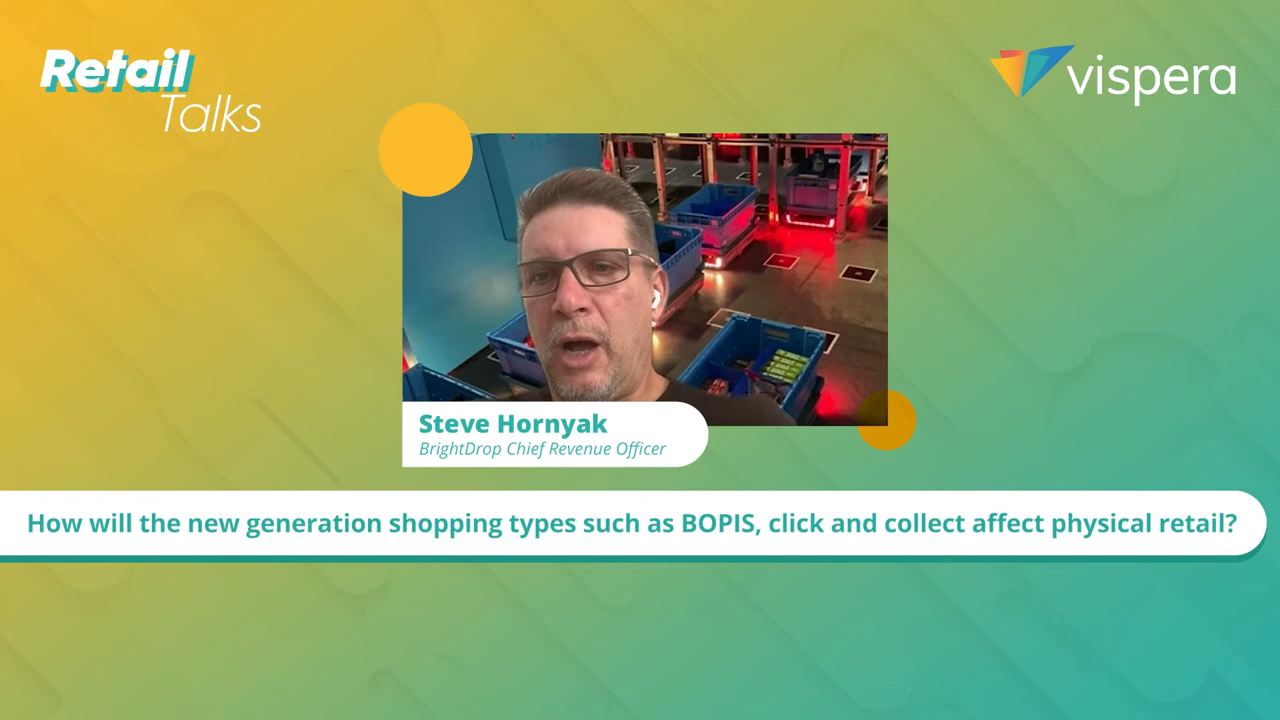 Retail
Talks
vispera
Steve Hornyak
BrightDrop Chief Revenue Officer
How will the new generation shopping types such as BOPIS, click and collect affect physical retail?